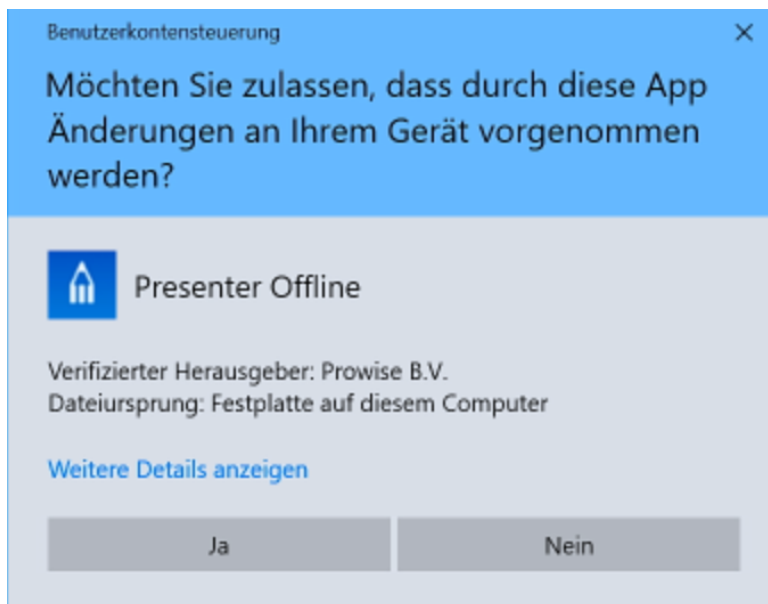 Benutzerkontensteuerung
Möchten Sie zulassen, dass durch diese App
Änderungen an Ihrem Gerät vorgenommen
werden?
Presenter Offline
Verifizierter Herausgeber: Prowise B.V.
Dateiursprung: Festplatte auf diesem Computer
Weitere Details anzeigen
Ja Nein